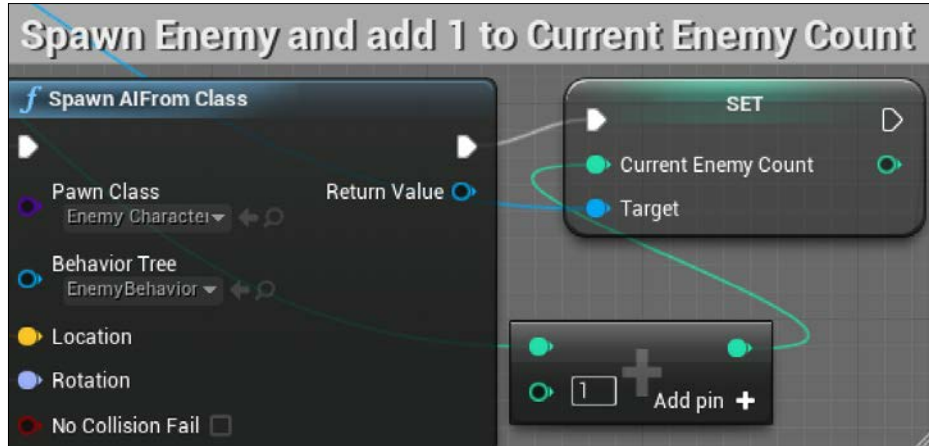 Spawn Enemy and add 1 to Current Enemy Count
f Spawn AIFrom Class
SET
Current Enemy Count
Target
Pawn Class
Return Value
Enemy Character
Behavior Tree
EnemyBehavior
Location
Rotation
No Collision Fail
1
Add pin